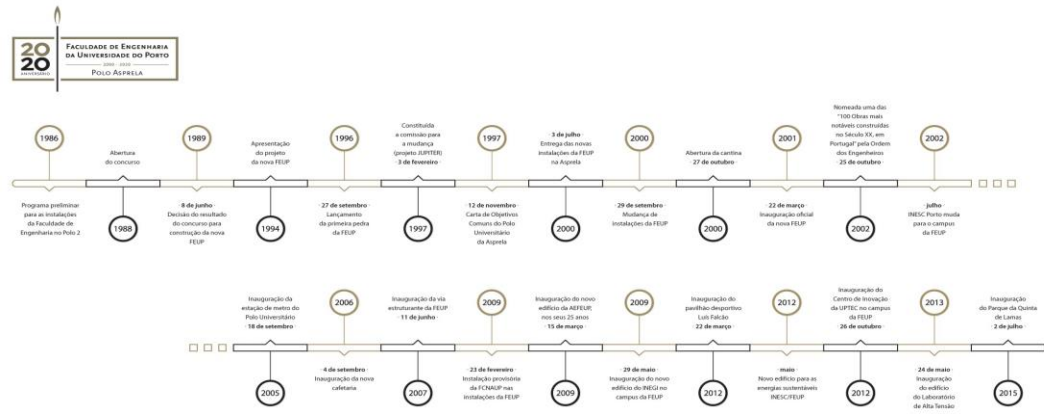 20
20
ANIVERSÁRIO
FACULDADE DE ENGENHARIA
DA UNIVERSIDADE DO PORTO
2000 - 2020
POLO ASPRELA
1986
Programa preliminar
para as instalações
da Faculdade de
Engenharia no Polo 2
Abertura
do concurso
1988
1989
8 de junho
Decisão do resultado
do concurso para
construção da nova
FEUP
Apresentação
do projeto
da nova FEUP
1994
1996
27 de setembro
Lançamento
da primeira pedra
da FEUP
Constituída
a comissão para
a mudança
(projeto JUPITER)
3 de fevereiro
1997
1997
12 de novembro
Carta de Objetivos
Comuns do Polo
Universitário
da Asprela
3 de julho
Entrega das novas
instalações da FEUP
na Asprela
2000
2000
29 de setembro
Mudança de
instalações da FEUP
Abertura da cantina
27 de outubro
2000
2001
22 de março
Inauguração oficial
da nova FEUP
Nomeada uma das
"100 Obras mais
notáveis construídas
no Século XX, em
Portugal" pela Ordem
dos Engenheiros
25 de outubro
2002
2002
julho
INESC Porto muda
para o campus
da FEUP
Inauguração da
estação de metro do
Polo Universitário
18 de setembro
2005
2006
4 de setembro
Inauguração da nova
cafetaria
Inauguração da via
estruturante da FEUP
11 de junho
2007
2009
23 de fevereiro
Instalação provisória
da FCNAUP nas
instalações da FEUP
Inauguração do novo
edifício da AEFEUP,
nos seus 25 anos
15 de março
2009
2009
29 de maio
Inauguração do novo
edifício do INEGI no
campus da FEUP
Inauguração do
pavilhão desportivo
Luís Falcão
22 de março
2012
2012
maio
Novo edifício para as
energias sustentáveis
INESC/FEUP
Inauguração do
Centro de Inovação
da UPTEC no campus
da FEUP
26 de outubro
2012
2013
24 de maio
Inauguração
do edifício
do Laboratório
de Alta Tensão
Inauguração
do Parque da Quinta
de Lamas
2 de julho
2015